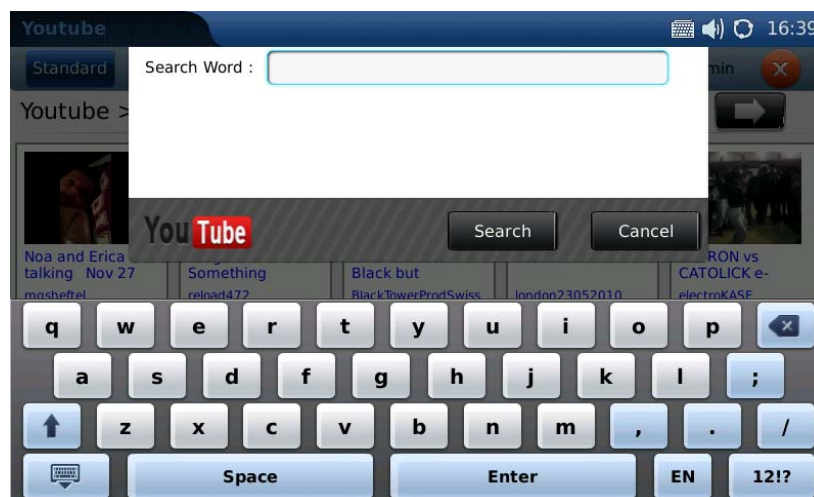 Youtube
16:39
Standard
Search Word :
min
Youtube >
YouTube
Search
Cancel
Noa and Erica
talking Nov 27
mgsheftel
Something
reload472
Black but
BlackTowerProdSwiss
london23052010
RON vs
CATOLICK e-
electroKASE
q w e r t y u i o p
a s d f g h j k l ;
z x c v b n m , . /
Space Enter EN 12!?